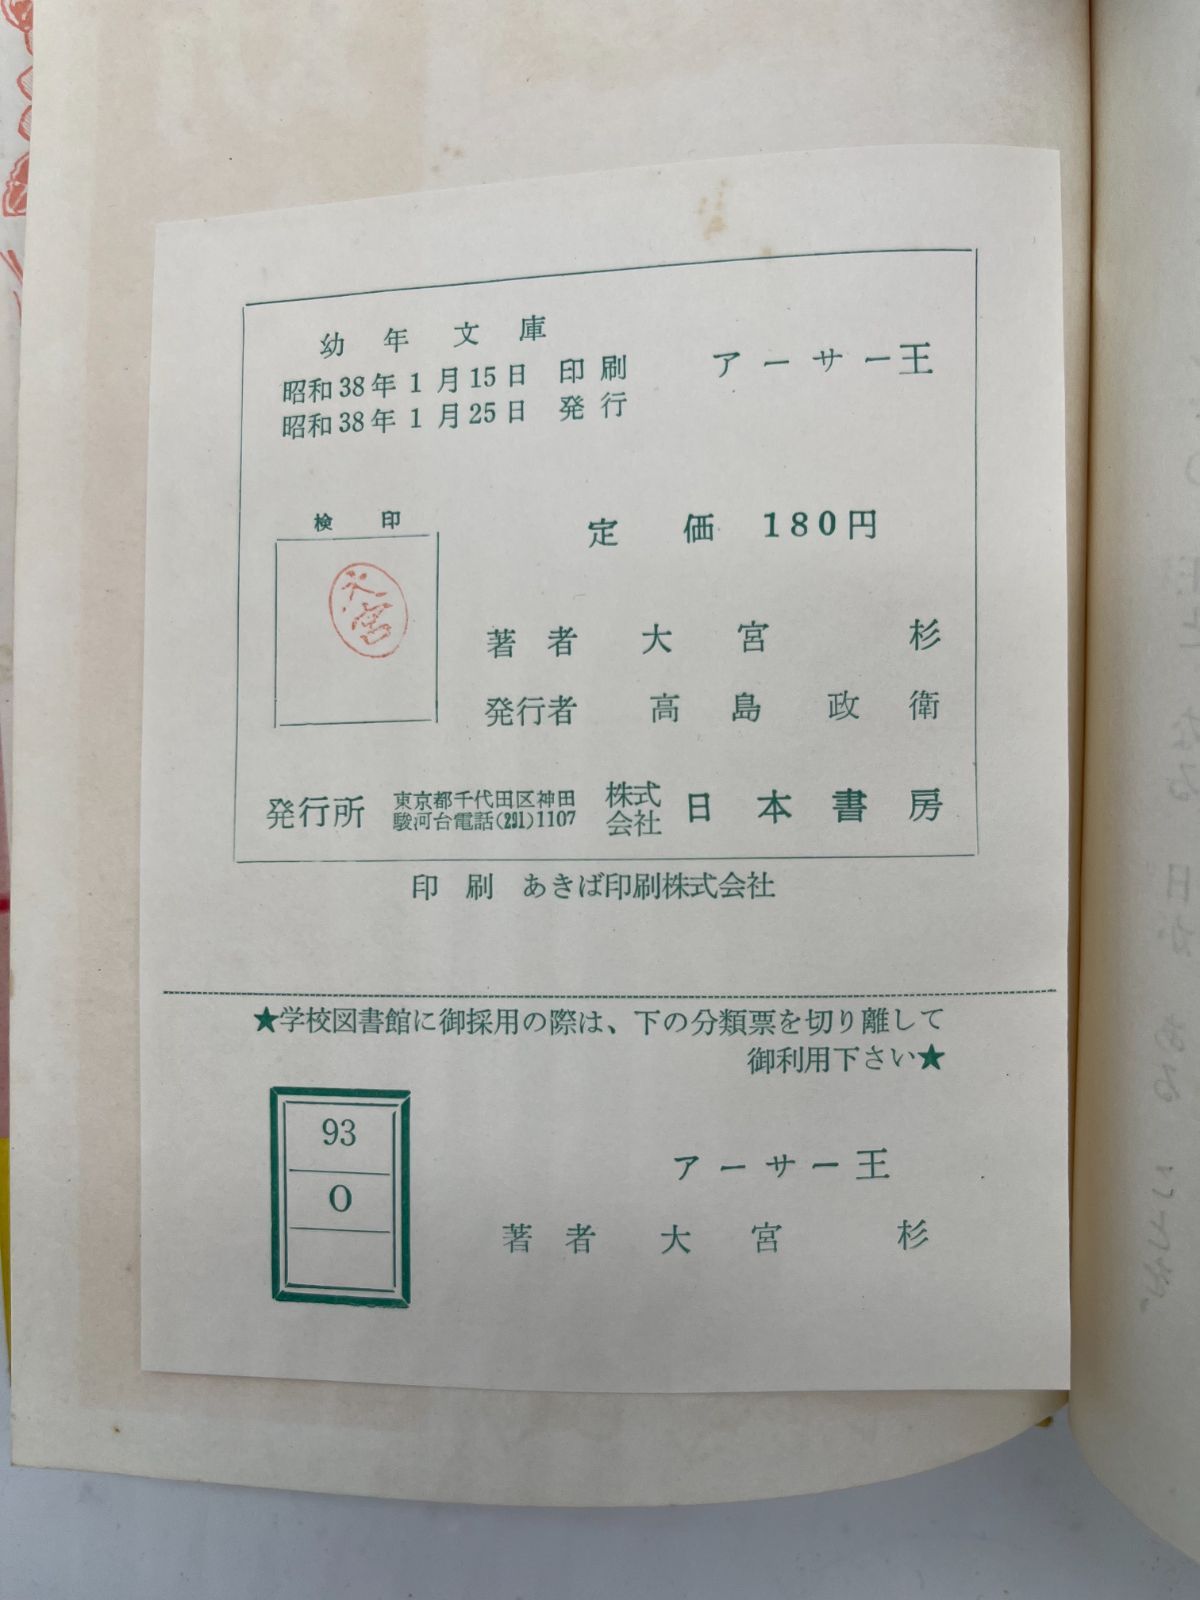 幼年文庫
アーサー王
昭和38年1月15日 印刷
昭和38年1月25日 発行
定価 180円
検印
大宮
著者 大宮 杉
発行者 高島政衛
発行所 東京都千代田区神田駿河台電話(291)1107 株式会社 日本書房
印刷 あきば印刷株式会社
★学校図書館に御採用の際は、下の分類票を切り離して
御利用下さい★
93
O
アーサー王
著者 大宮 杉